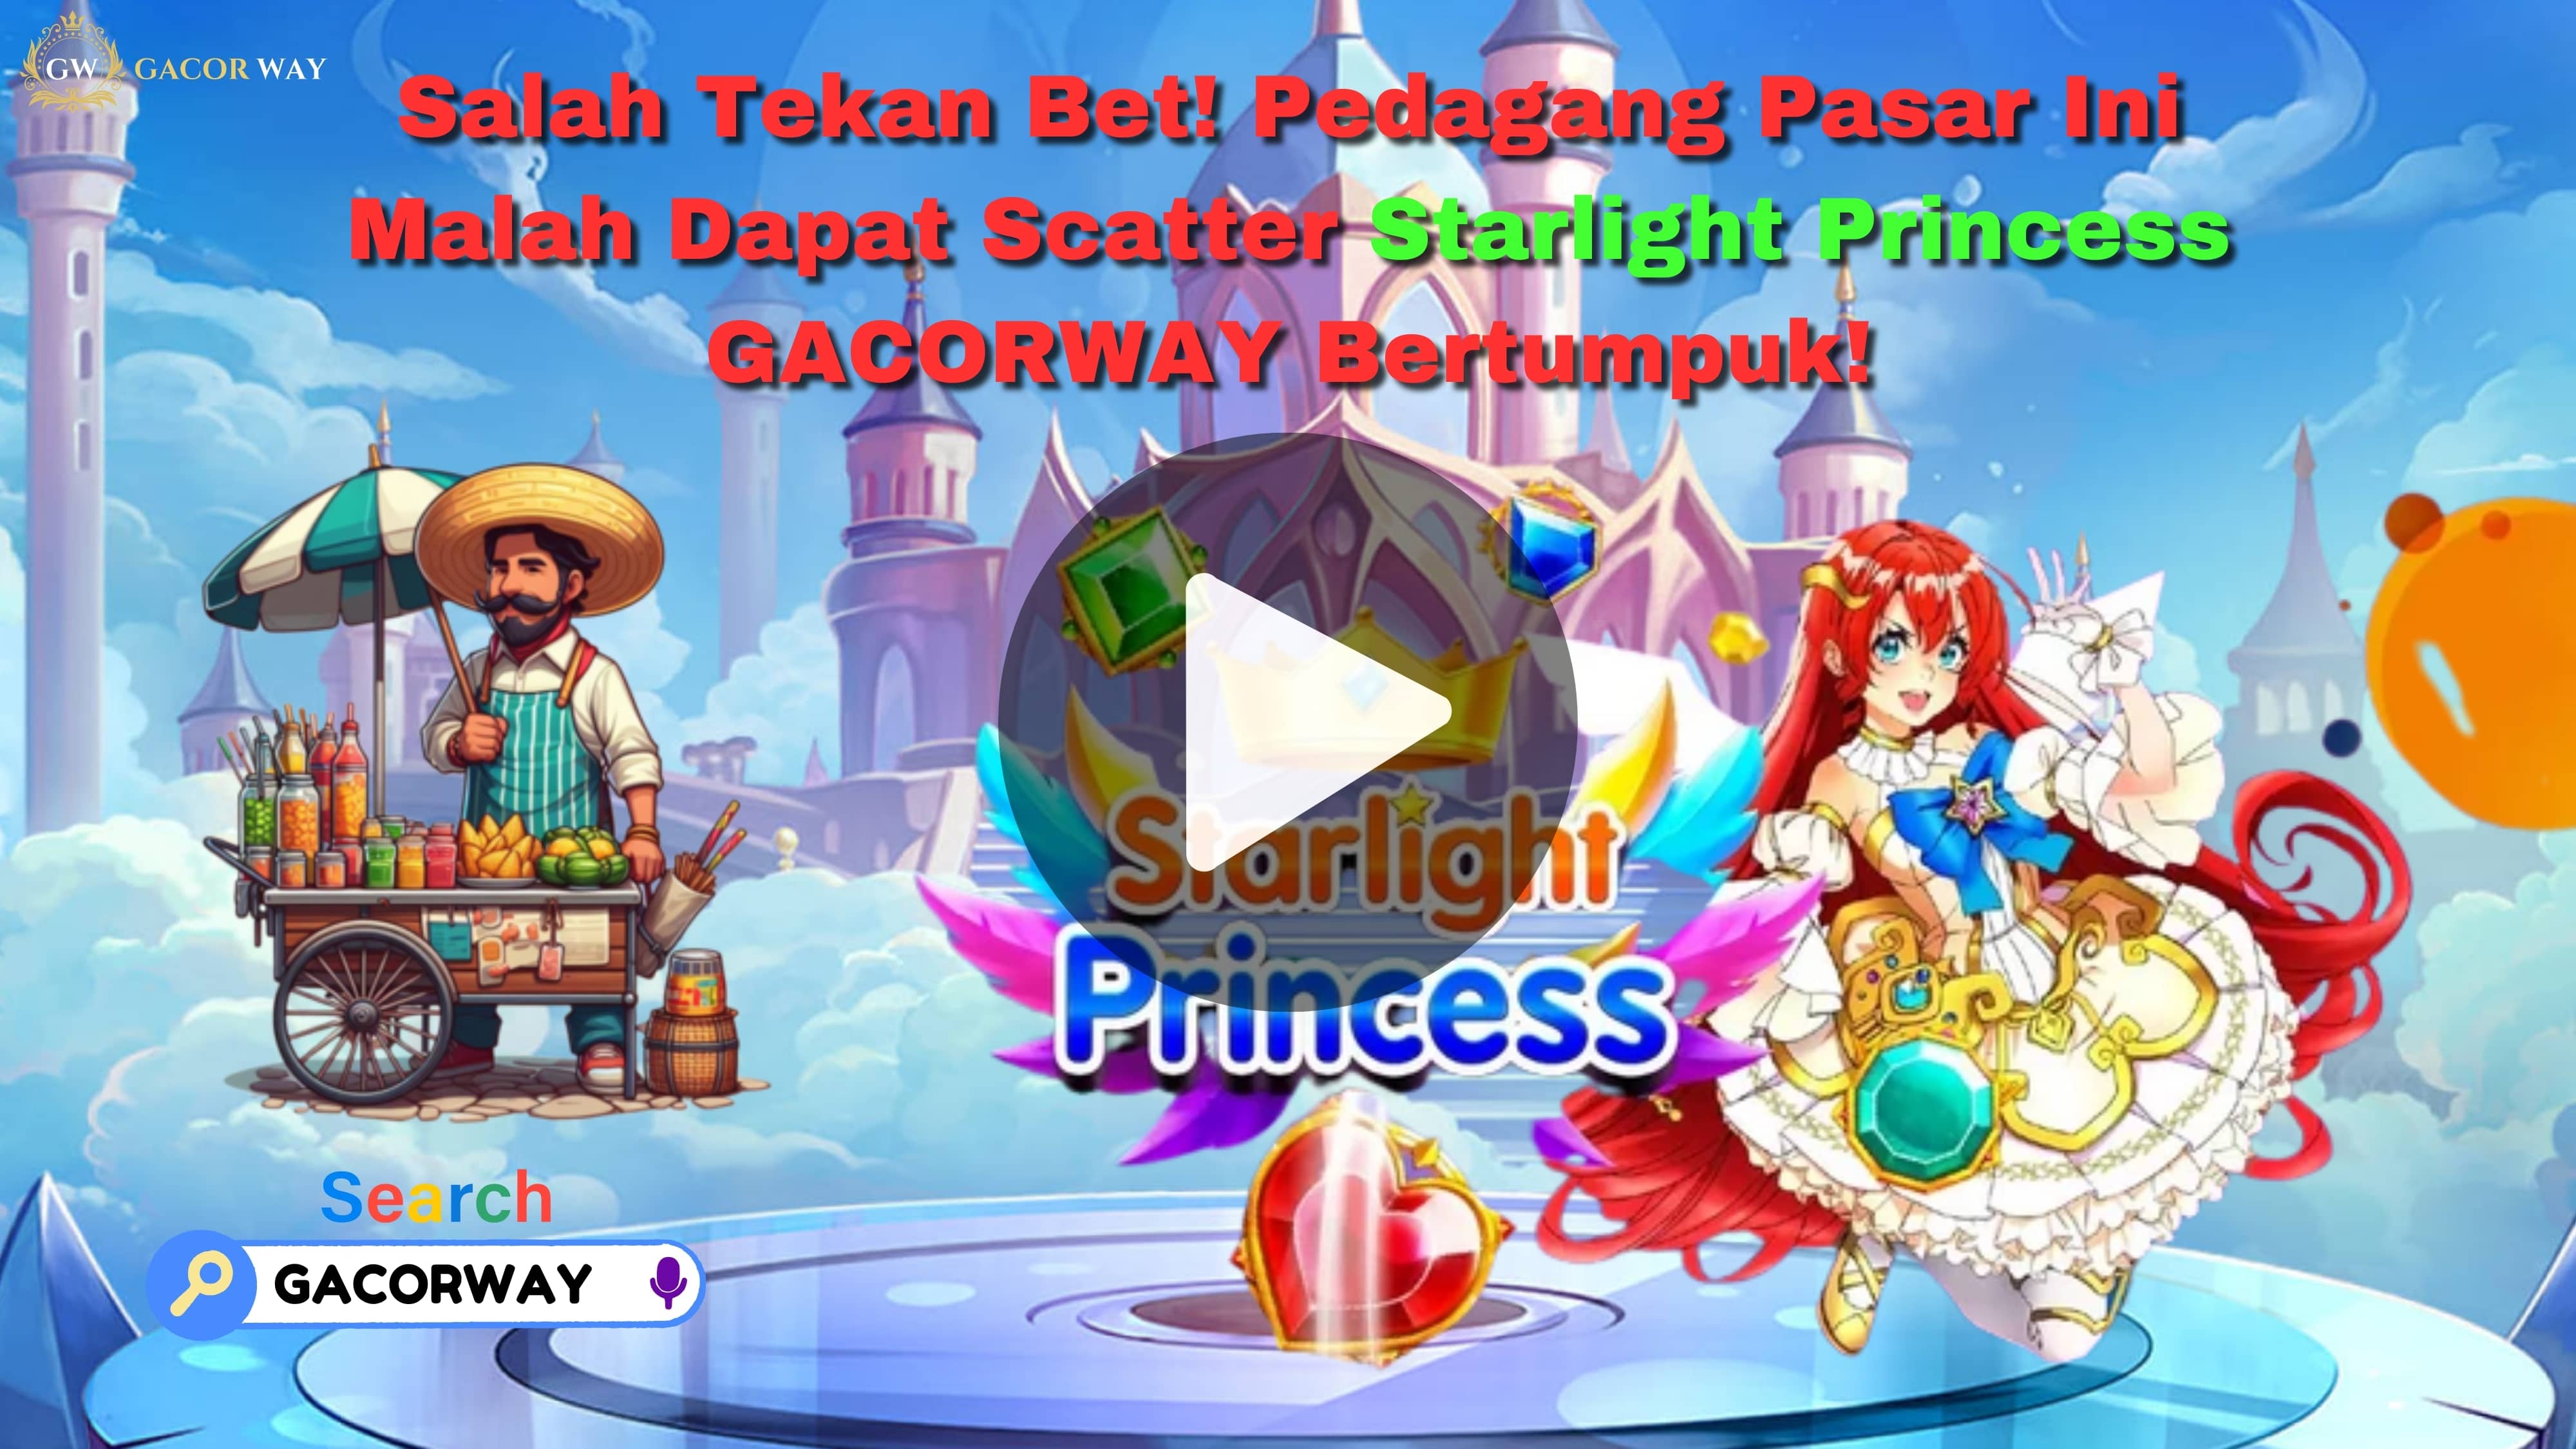 GW GACOR WAY
Salah Tekan Bet! Pedagang Pasar Ini
Malah Dapat Scatter Starlight Princess
GACORWAY Bertumpuk!
Starlight
Princess
Search
GACORWAY